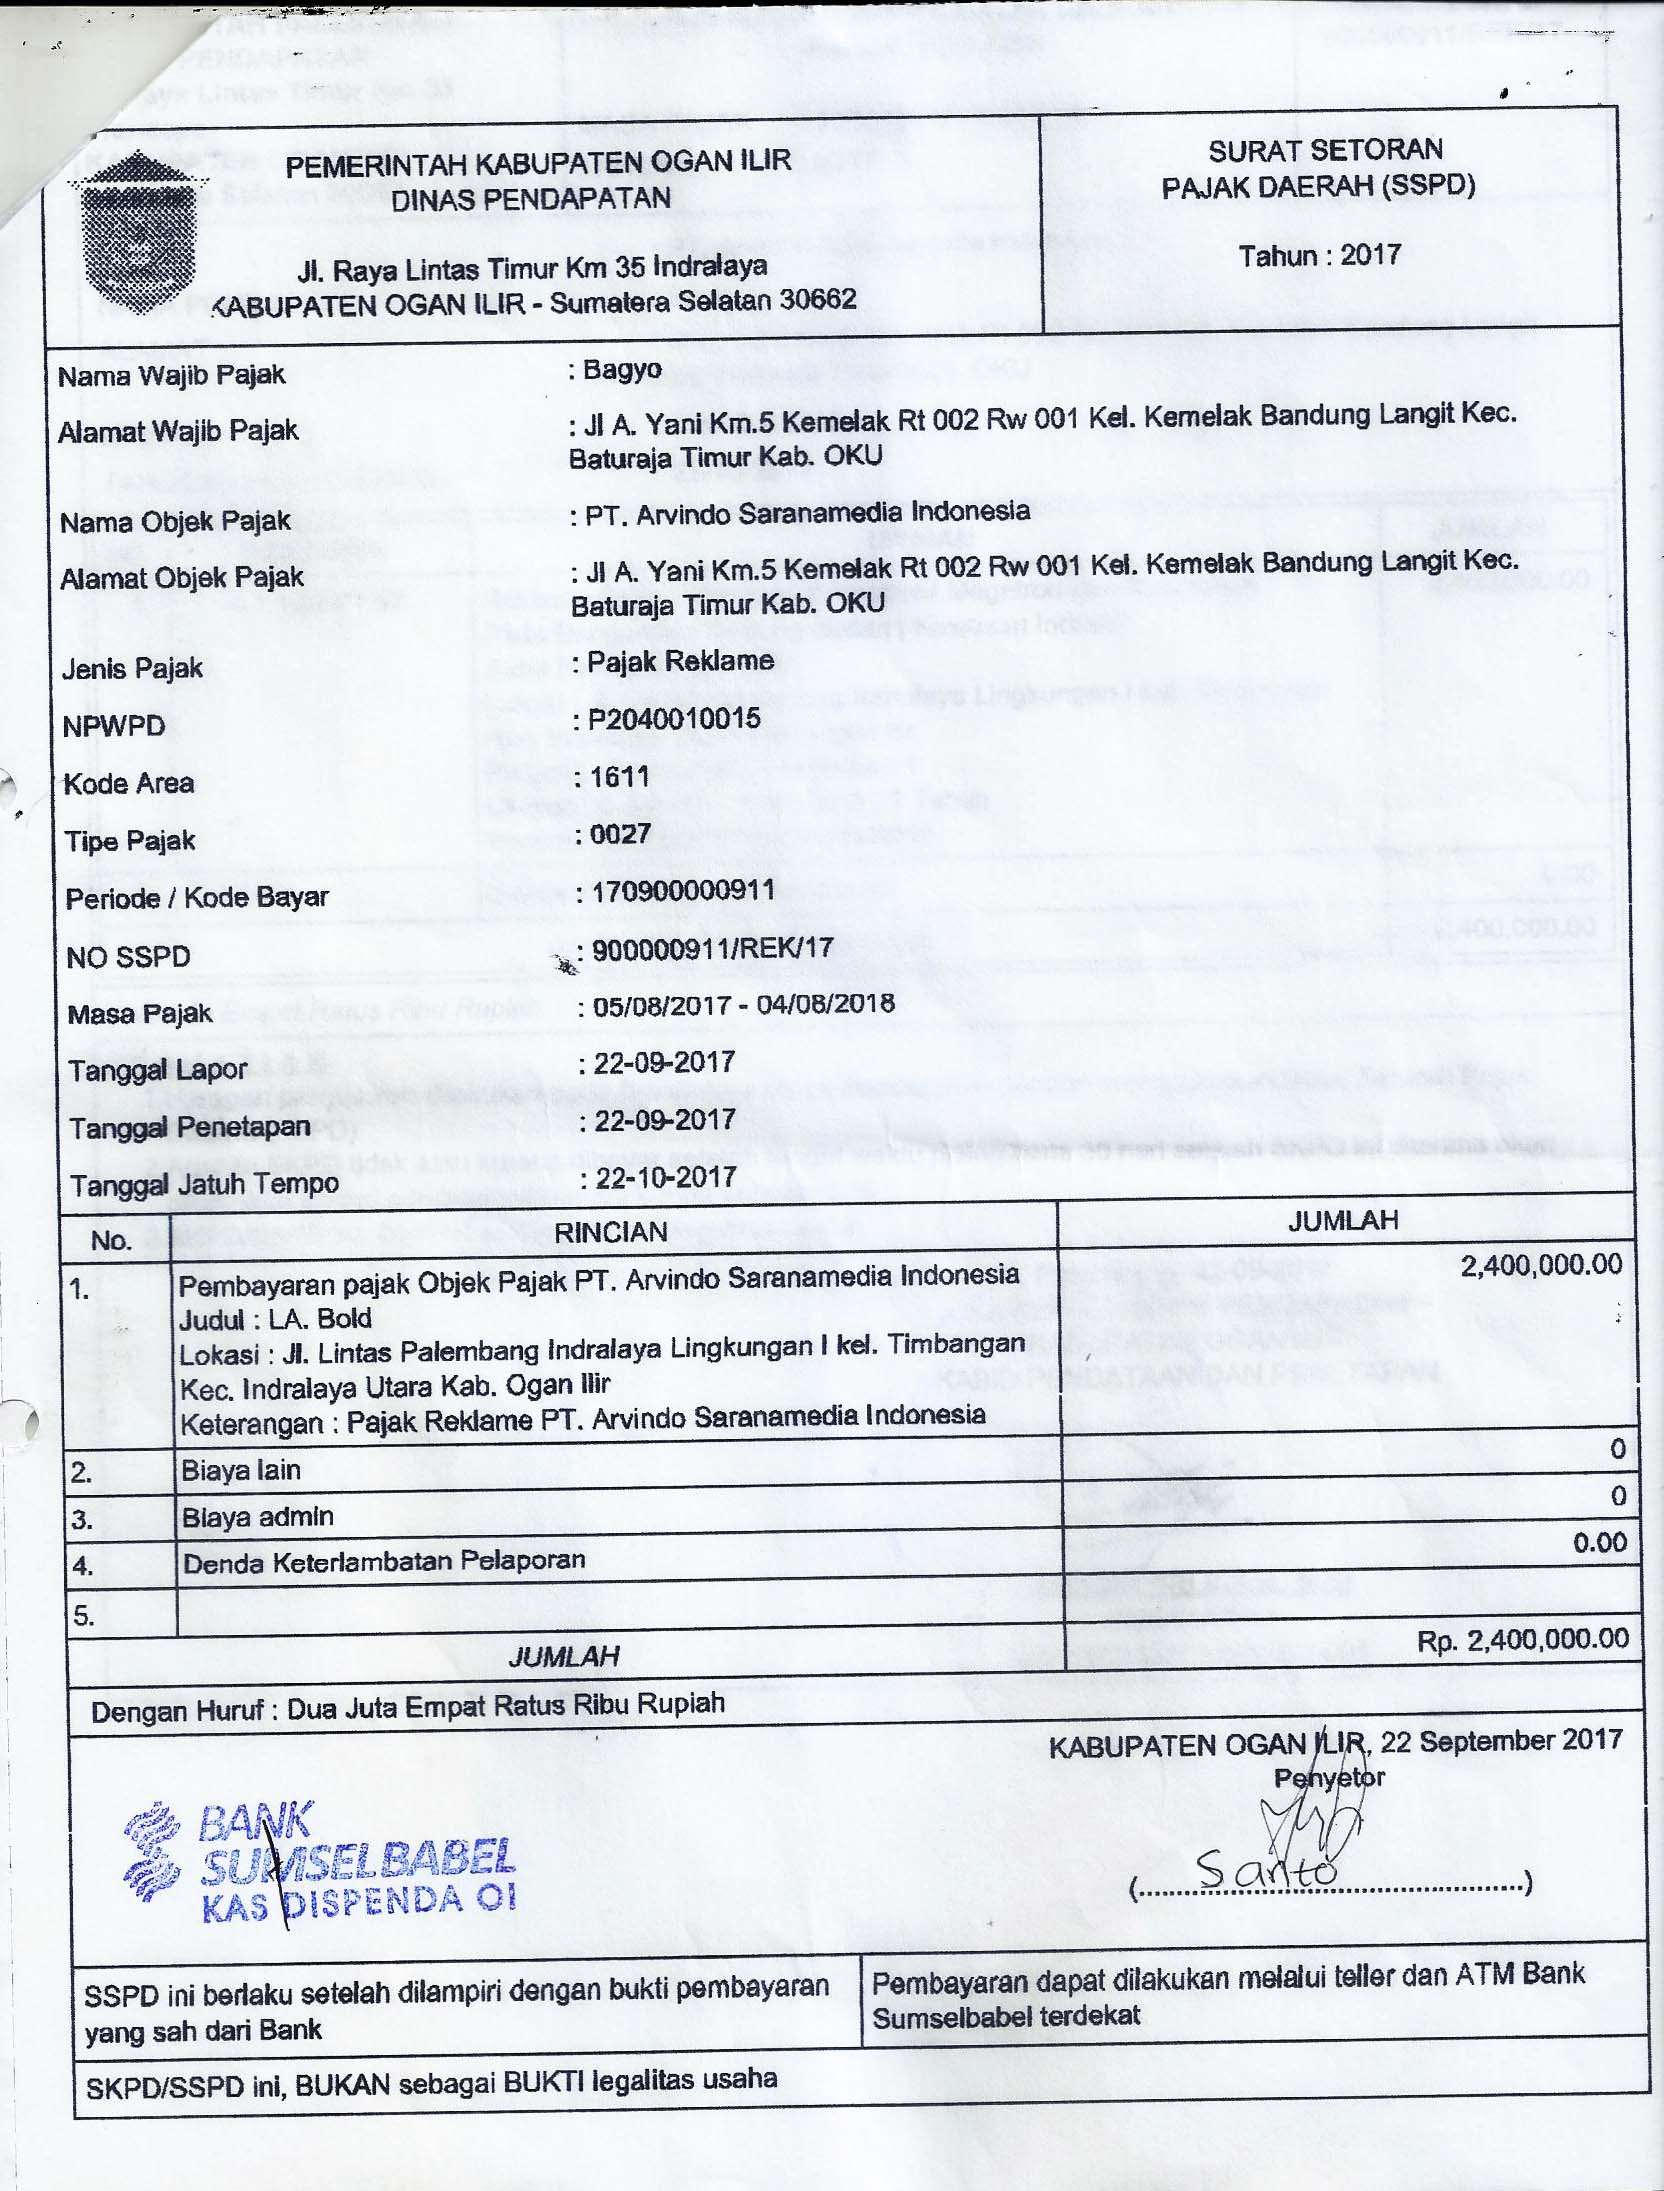 PEMERINTAH KABUPATEN OGAN ILIR
DINAS PENDAPATAN
Jl. Raya Lintas Timur Km 35 Indralaya
KABUPATEN OGAN ILIR - Sumatera Selatan 30662
SURAT SETORAN
PAJAK DAERAH (SSPD)
Tahun : 2017
Nama Wajib Pajak : Bagyo
Alamat Wajib Pajak : Jl A. Yani Km.5 Kemelak Rt 002 Rw 001 Kel. Kemelak Bandung Langit Kec.
Baturaja Timur Kab. OKU
Nama Objek Pajak : PT. Arvindo Saranamedia Indonesia
Alamat Objek Pajak : Jl A. Yani Km.5 Kemelak Rt 002 Rw 001 Kel. Kemelak Bandung Langit Kec.
Baturaja Timur Kab. OKU
Jenis Pajak : Pajak Reklame
NPWPD : P2040010015
Kode Area : 1611
Tipe Pajak : 0027
Periode / Kode Bayar : 170900000911
NO SSPD : 900000911/REK/17
Masa Pajak : 05/08/2017 - 04/08/2018
Tanggal Lapor : 22-09-2017
Tanggal Penetapan : 22-09-2017
Tanggal Jatuh Tempo : 22-10-2017
No. RINCIAN JUMLAH
1. Pembayaran pajak Objek Pajak PT. Arvindo Saranamedia Indonesia 2,400,000.00
Judul : LA. Bold
Lokasi : Jl. Lintas Palembang Indralaya Lingkungan I kel. Timbangan
Kec. Indralaya Utara Kab. Ogan Ilir
Keterangan : Pajak Reklame PT. Arvindo Saranamedia Indonesia
2. Biaya lain 0
3. Biaya admin 0
4. Denda Keterlambatan Pelaporan 0.00
5.
JUMLAH Rp. 2,400,000.00
Dengan Huruf : Dua Juta Empat Ratus Ribu Rupiah
KABUPATEN OGAN ILIR, 22 September 2017
Penyetor
BANK
SUMSELBABEL
KAS DISPENDA OI
(Santo)
SSPD ini berlaku setelah dilampiri dengan bukti pembayaran
yang sah dari Bank
Pembayaran dapat dilakukan melalui teller dan ATM Bank
Sumselbabel terdekat
SKPD/SSPD ini, BUKAN sebagai BUKTI legalitas usaha